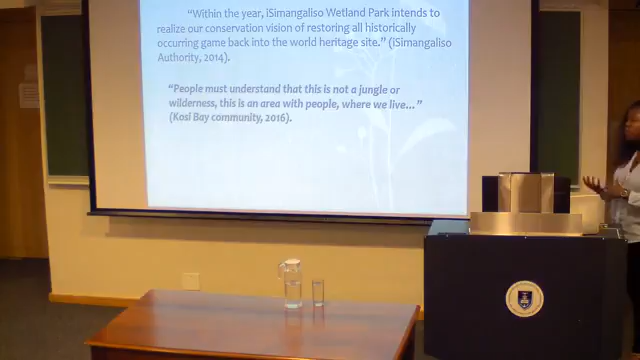 "Within the year, iSimangaliso Wetland Park intends to
realize our conservation vision of restoring all historically
occurring game back into the world heritage site." (iSimangaliso
Authority, 2014).
"People must understand that this is not a jungle or
wilderness, this is an area with people, where we live..."
(Kosi Bay community, 2016).